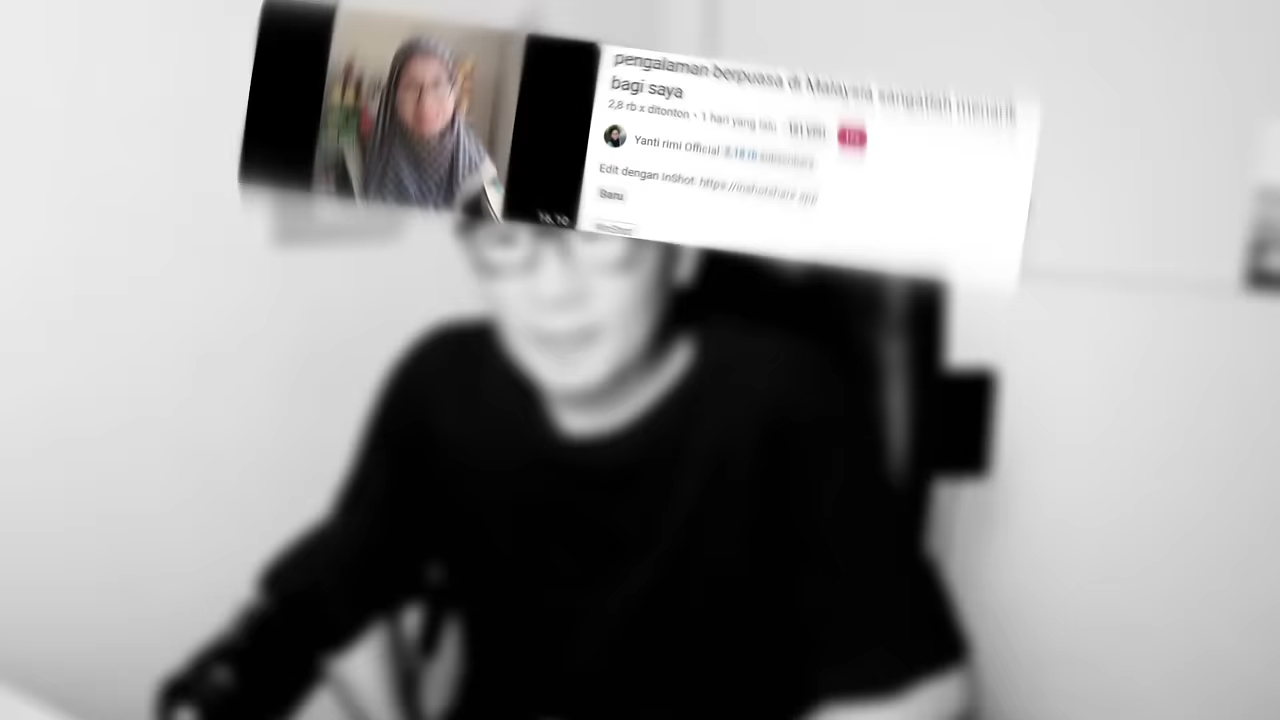 pengalaman berpuasa di Malaysia sangatlah menarik
bagi saya
2,8 rb x ditonton • 1 hari yang lalu
Yanti rimi Official subscribers
Edit dengan InShot: https://inshotshare.app
Baru